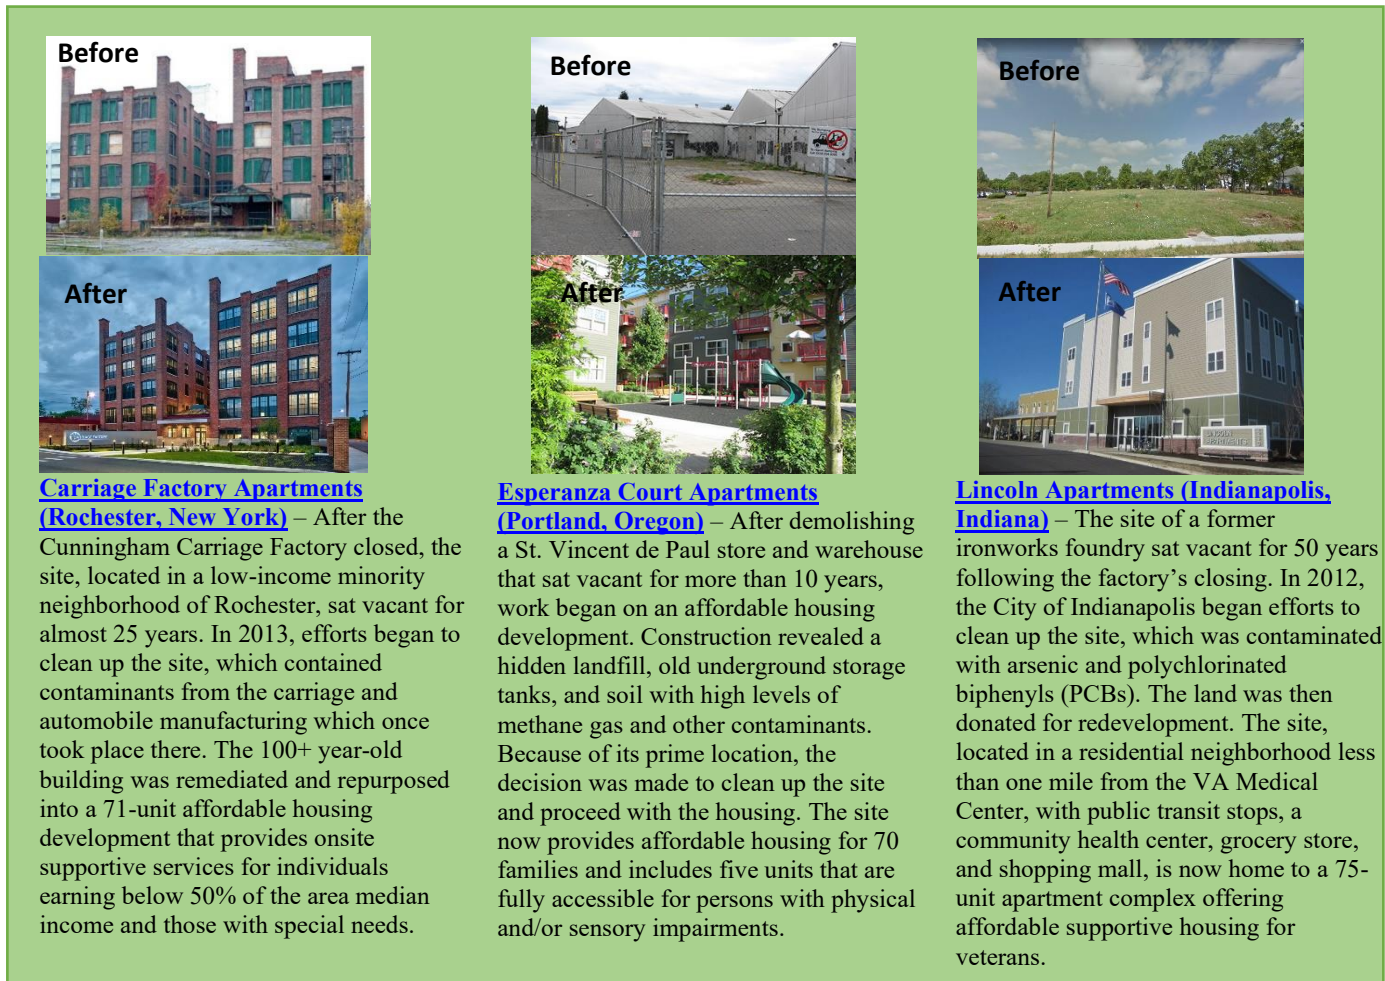 Before
After
Carriage Factory Apartments
(Rochester, New York) – After the
Cunningham Carriage Factory closed, the
site, located in a low-income minority
neighborhood of Rochester, sat vacant for
almost 25 years. In 2013, efforts began to
clean up the site, which contained
contaminants from the carriage and
automobile manufacturing which once
took place there. The 100+ year-old
building was remediated and repurposed
into a 71-unit affordable housing
development that provides onsite
supportive services for individuals
earning below 50% of the area median
income and those with special needs.
Before
After
Esperanza Court Apartments
(Portland, Oregon) – After demolishing
a St. Vincent de Paul store and warehouse
that sat vacant for more than 10 years,
work began on an affordable housing
development. Construction revealed a
hidden landfill, old underground storage
tanks, and soil with high levels of
methane gas and other contaminants.
Because of its prime location, the
decision was made to clean up the site
and proceed with the housing. The site
now provides affordable housing for 70
families and includes five units that are
fully accessible for persons with physical
and/or sensory impairments.
Before
After
LINCOLN
APARTMENTS
Lincoln Apartments (Indianapolis,
Indiana) – The site of a former
ironworks foundry sat vacant for 50 years
following the factory’s closing. In 2012,
the City of Indianapolis began efforts to
clean up the site, which was contaminated
with arsenic and polychlorinated
biphenyls (PCBs). The land was then
donated for redevelopment. The site,
located in a residential neighborhood less
than one mile from the VA Medical
Center, with public transit stops, a
community health center, grocery store,
and shopping mall, is now home to a 75-
unit apartment complex offering
affordable supportive housing for
veterans.